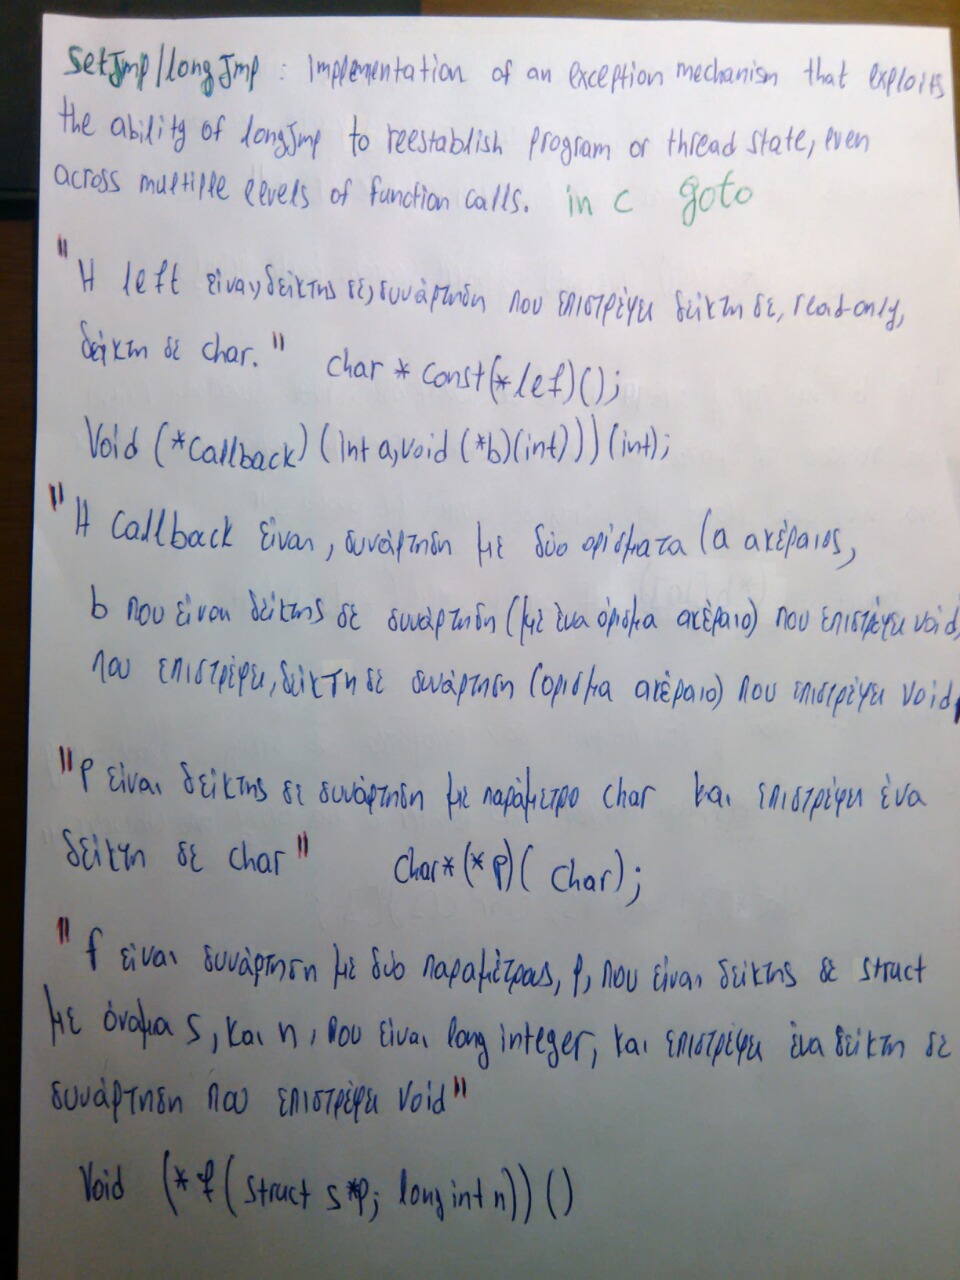 SetJmp/longJmp : implementation of an exception mechanism that exploits
the ability of longJmp to reestablish program or thread state, even
across multiple levels of function calls. in c goto
"Η left είναι, δείκτης σε, συνάρτηση που επιστρέφει δείκτη σε, read-only,
δείκτη σε char." char * const(*lef)();
Void (*Callback) (int a, void (*b)(int))) (int);
"Η Callback είναι, συνάρτηση με δύο ορίσματα (a ακέραιος,
b που είναι δείκτης σε συνάρτηση (με ένα όρισμα ακέραιο) που επιστρέφει void,
που επιστρέφει, δείκτη σε συνάρτηση (όρισμα ακέραιο) που επιστρέφει void
"P είναι δείκτης σε συνάρτηση με παράμετρο char και επιστρέφει ένα
δείκτη σε char" Char*(*p)( Char);
"f είναι συνάρτηση με δύο παραμέτρους, p, που είναι δείκτης σε struct
με όνομα s, και n, που είναι long integer, και επιστρέφει ένα δείκτη σε
συνάρτηση που επιστρέφει void"
Void (*f( struct s*p; long int n))()